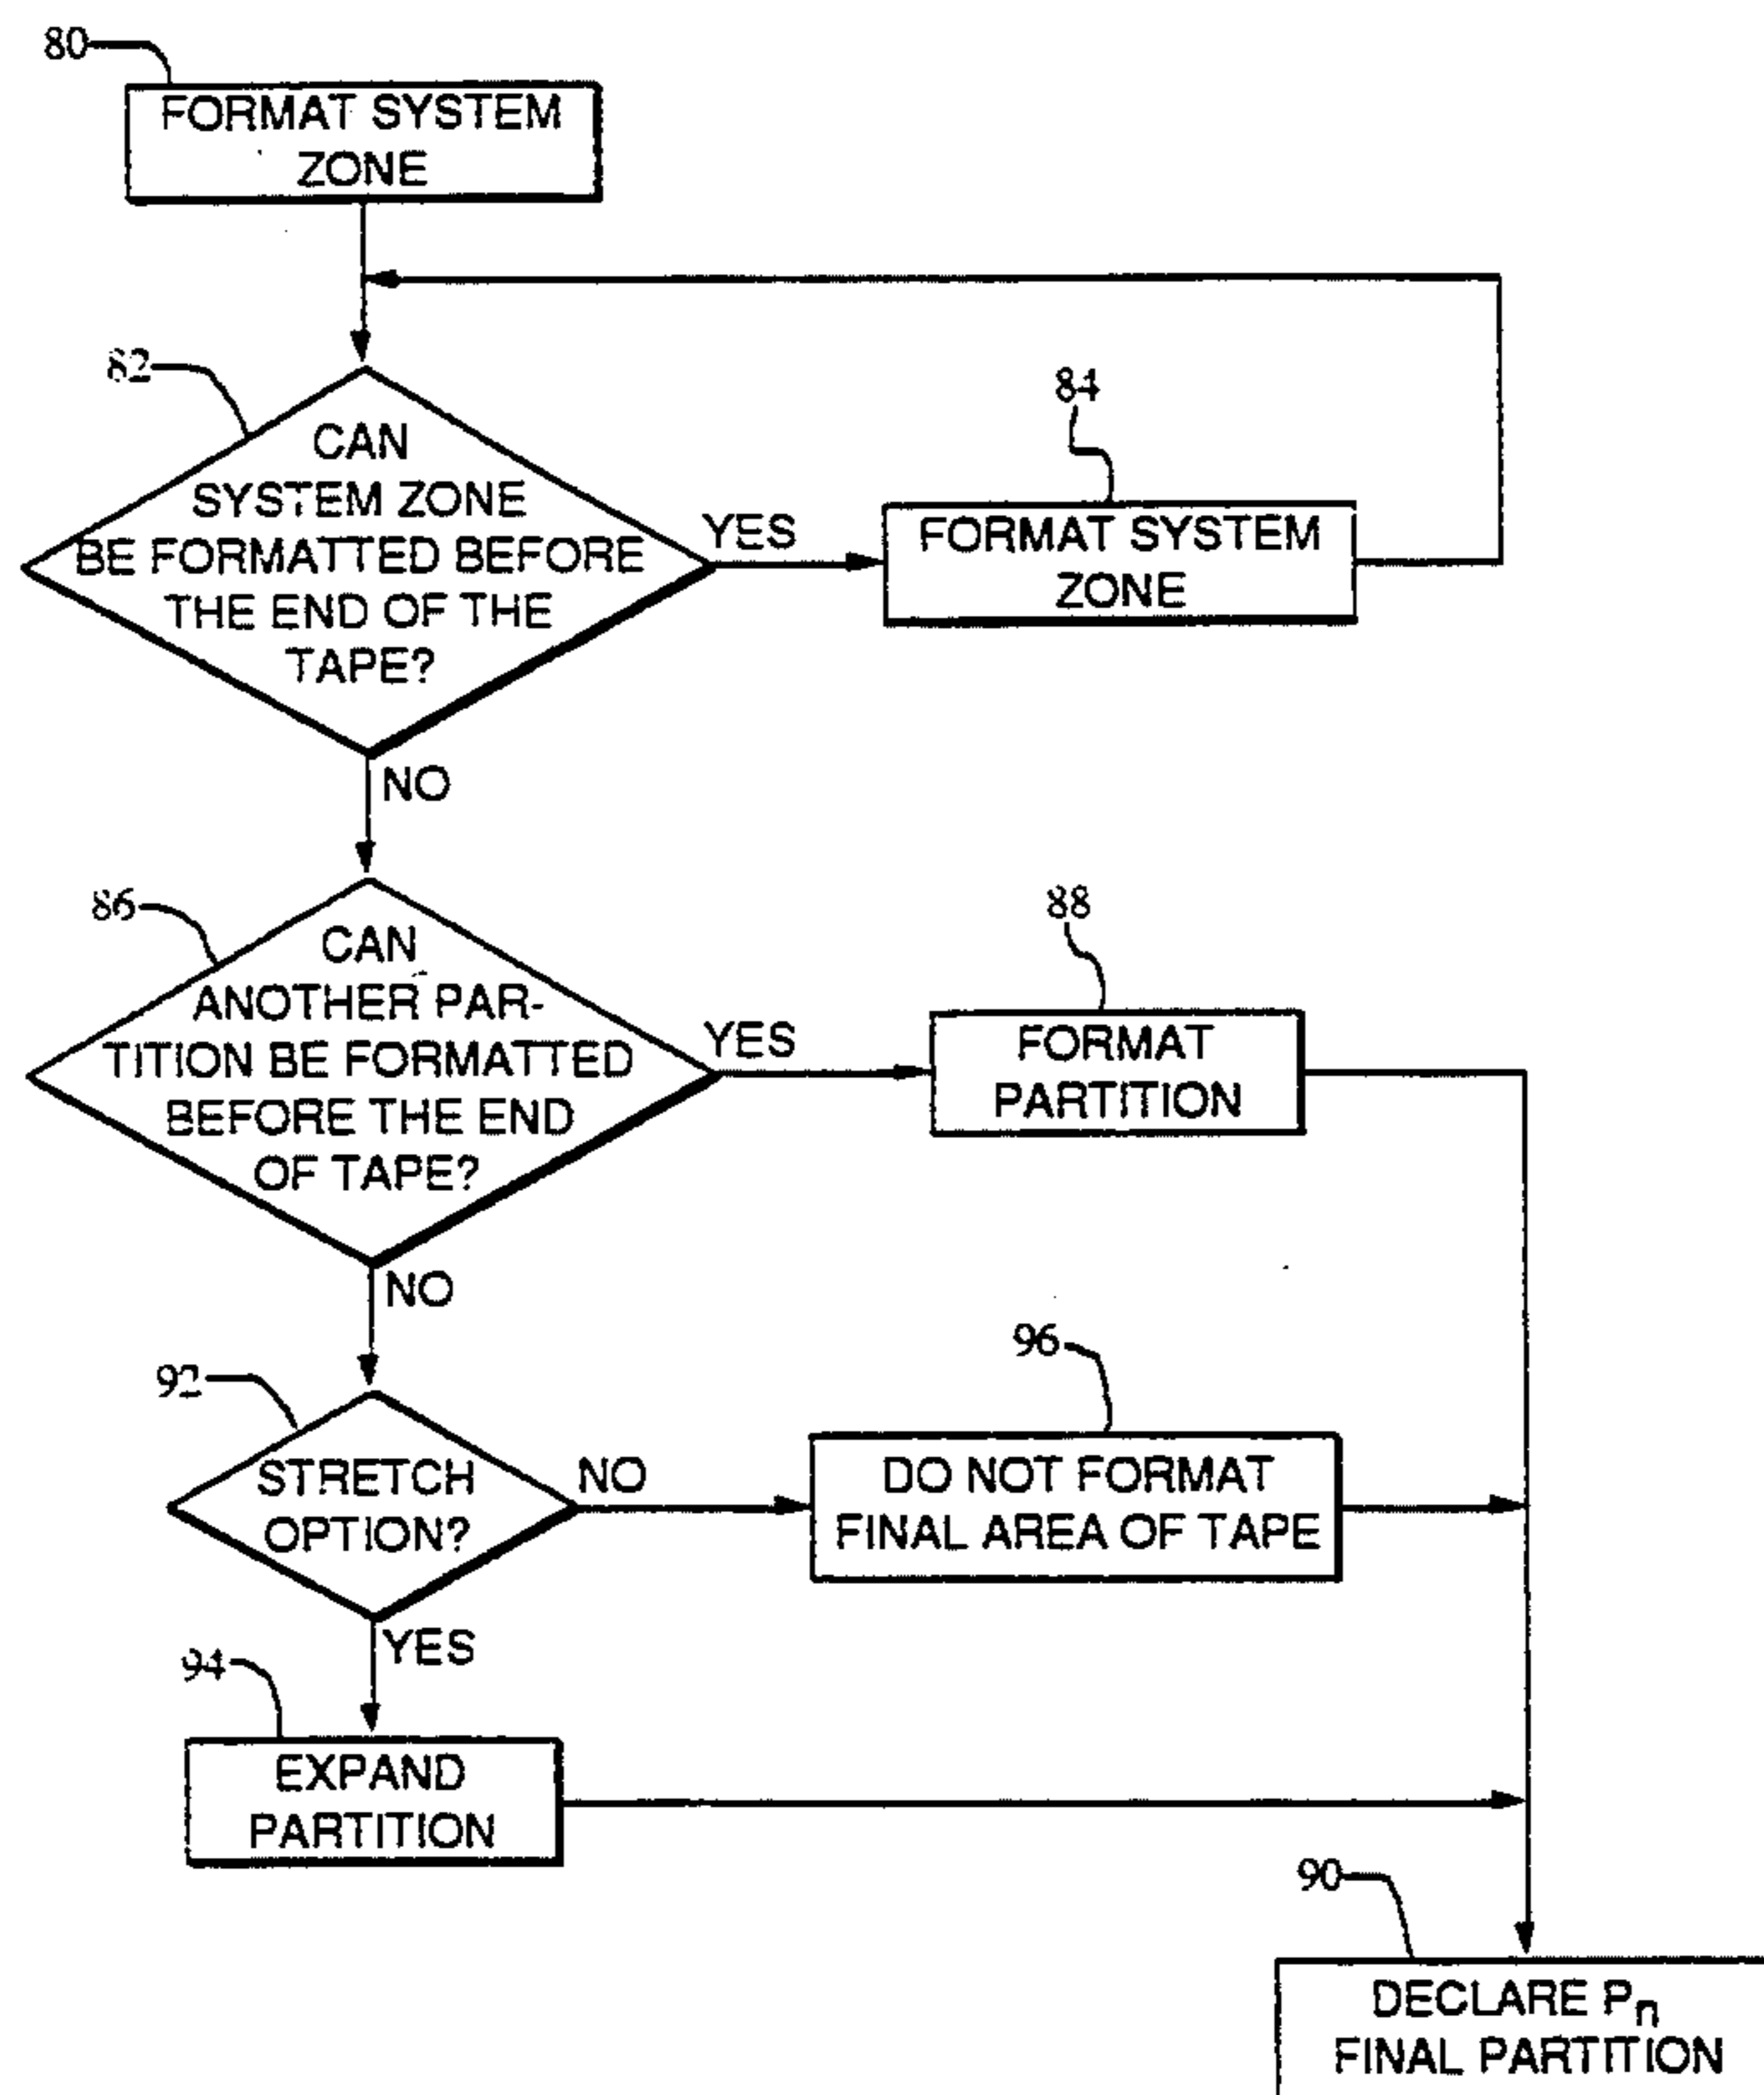 80
FORMAT SYSTEM
ZONE
82
CAN
SYSTEM ZONE
BE FORMATTED BEFORE
THE END OF THE
TAPE?
YES
84
FORMAT SYSTEM
ZONE
NO
86
CAN
ANOTHER PAR-
TITION BE FORMATTED
BEFORE THE END
OF TAPE?
YES
88
FORMAT
PARTITION
NO
92
STRETCH
OPTION?
NO
96
DO NOT FORMAT
FINAL AREA OF TAPE
YES
94
EXPAND
PARTITION
90
DECLARE Pn
FINAL PARTITION